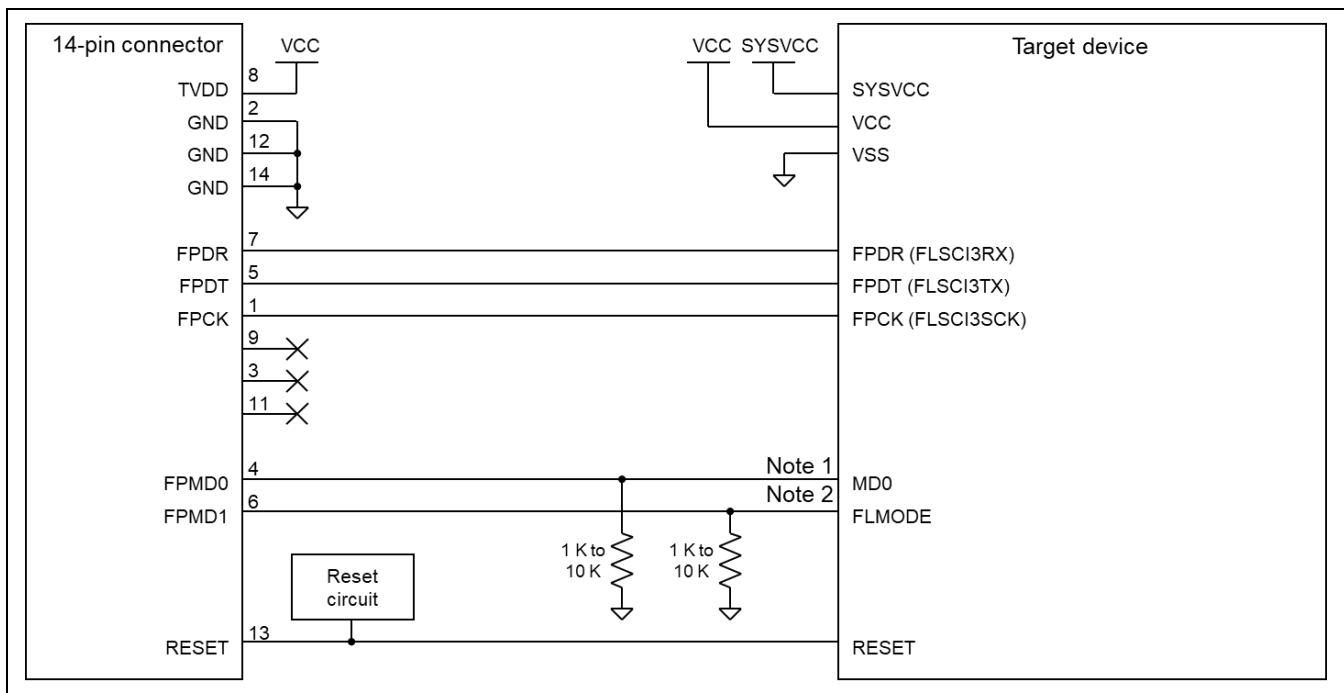 14-pin connector
VCC
VCC
SYSVCC
Target device
TVDD
8
SYSVCC
GND
2
VCC
GND
12
VSS
GND
14
FPDR
7
FPDR (FLSCI3RX)
FPDT
5
FPDT (FLSCI3TX)
FPCK
1
FPCK (FLSCI3SCK)
9
3
11
FPMD0
4
Note 1
MD0
FPMD1
6
Note 2
FLMODE
1 K to
10 K
1 K to
10 K
Reset
circuit
RESET
13
RESET